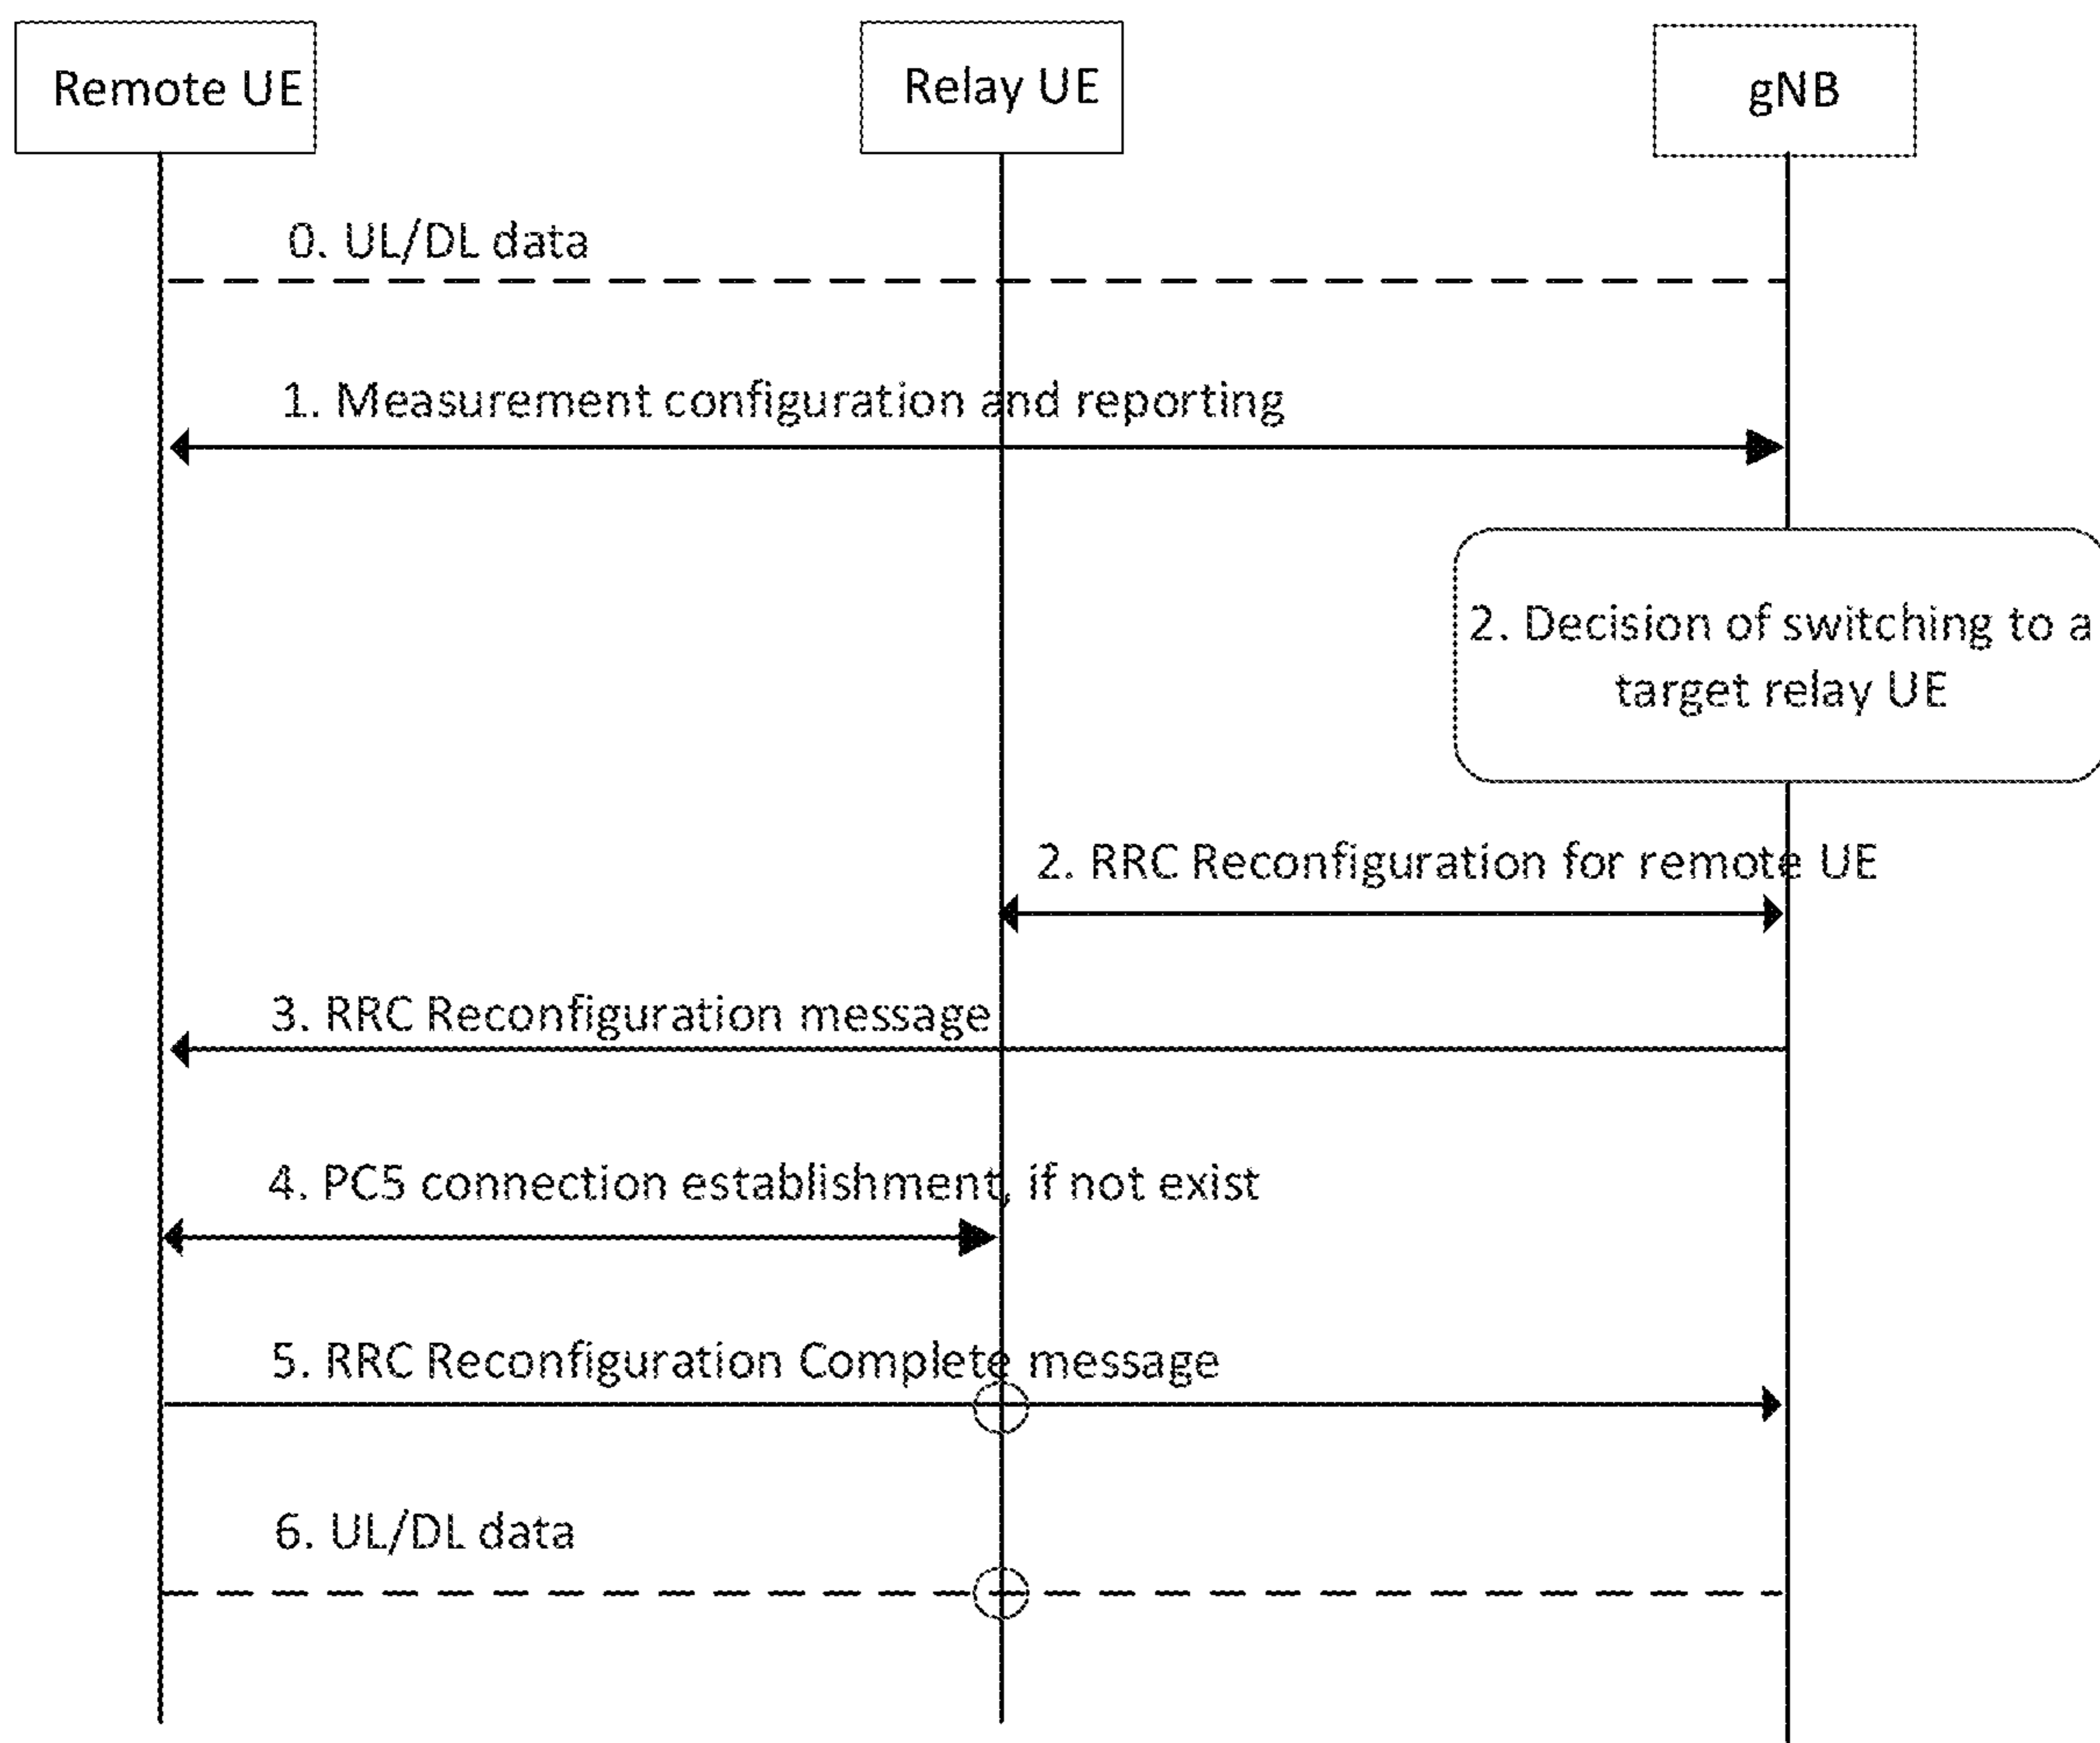 Remote UE
Relay UE
gNB
0. UL/DL data
1. Measurement configuration and reporting
2. Decision of switching to a
target relay UE
2. RRC Reconfiguration for remote UE
3. RRC Reconfiguration message
4. PC5 connection establishment, if not exist
5. RRC Reconfiguration Complete message
6. UL/DL data